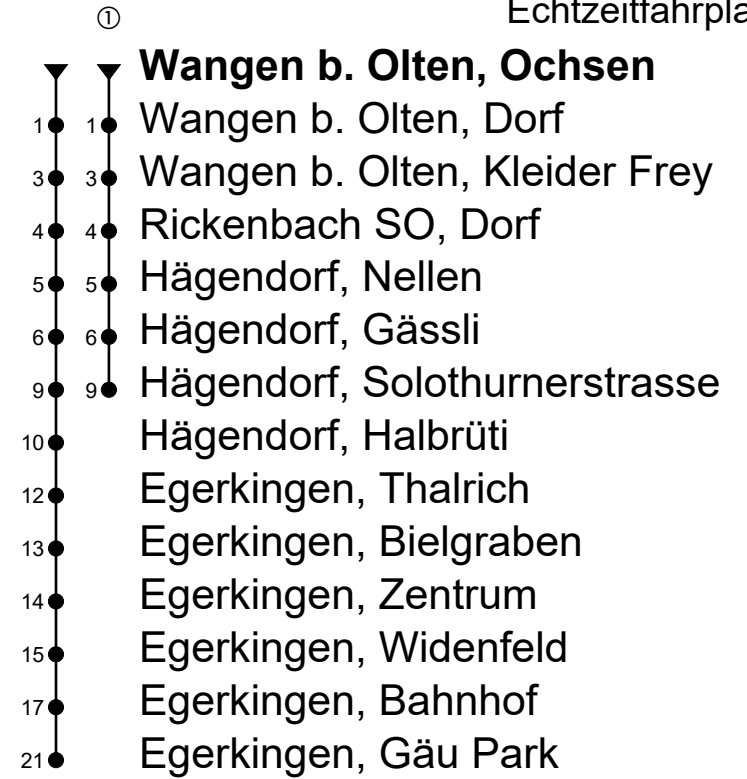 Echtzeitfahrpla
①
Wangen b. Olten, Ochsen
1 1 Wangen b. Olten, Dorf
3 3 Wangen b. Olten, Kleider Frey
4 4 Rickenbach SO, Dorf
5 5 Hägendorf, Nellen
6 6 Hägendorf, Gässli
9 9 Hägendorf, Solothurnerstrasse
10 Hägendorf, Halbrüti
12 Egerkingen, Thalrich
13 Egerkingen, Bielgraben
14 Egerkingen, Zentrum
15 Egerkingen, Widenfeld
17 Egerkingen, Bahnhof
21 Egerkingen, Gäu Park